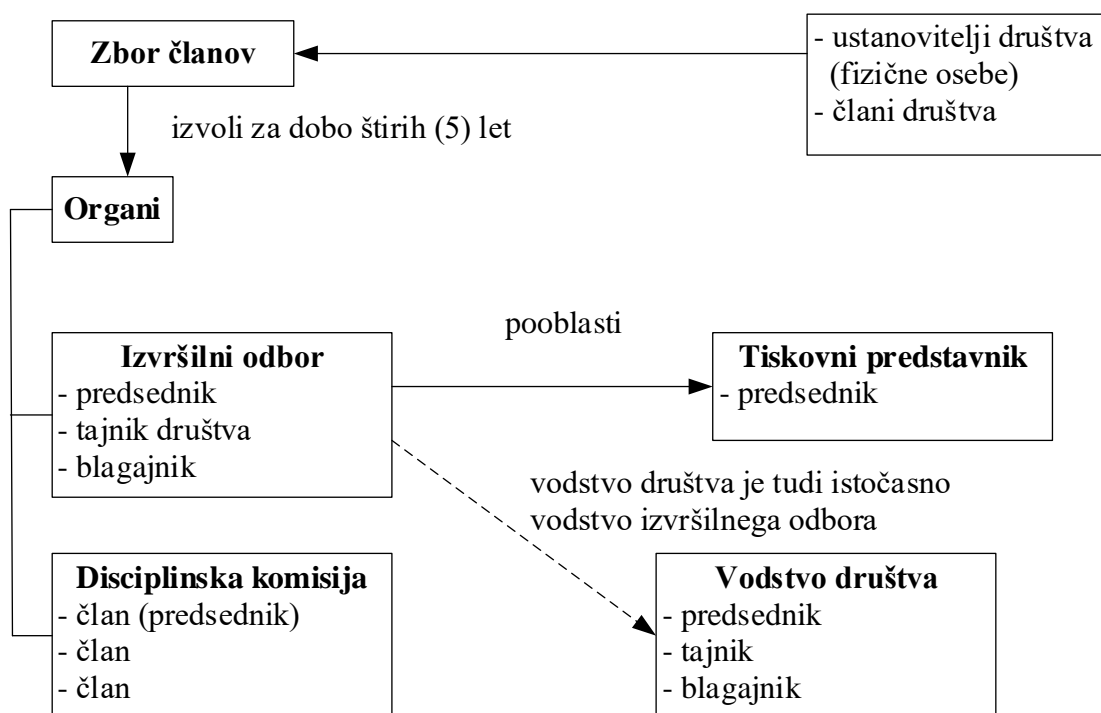 Zbor članov
- ustanovitelji društva
(fizične osebe)
- člani društva
izvoli za dobo štirih (5) let
Organi
pooblasti
Izvršilni odbor
- predsednik
- tajnik društva
- blagajnik
Tiskovni predstavnik
- predsednik
vodstvo društva je tudi istočasno
vodstvo izvršilnega odbora
Disciplinska komisija
- član (predsednik)
- član
- član
Vodstvo društva
- predsednik
- tajnik
- blagajnik